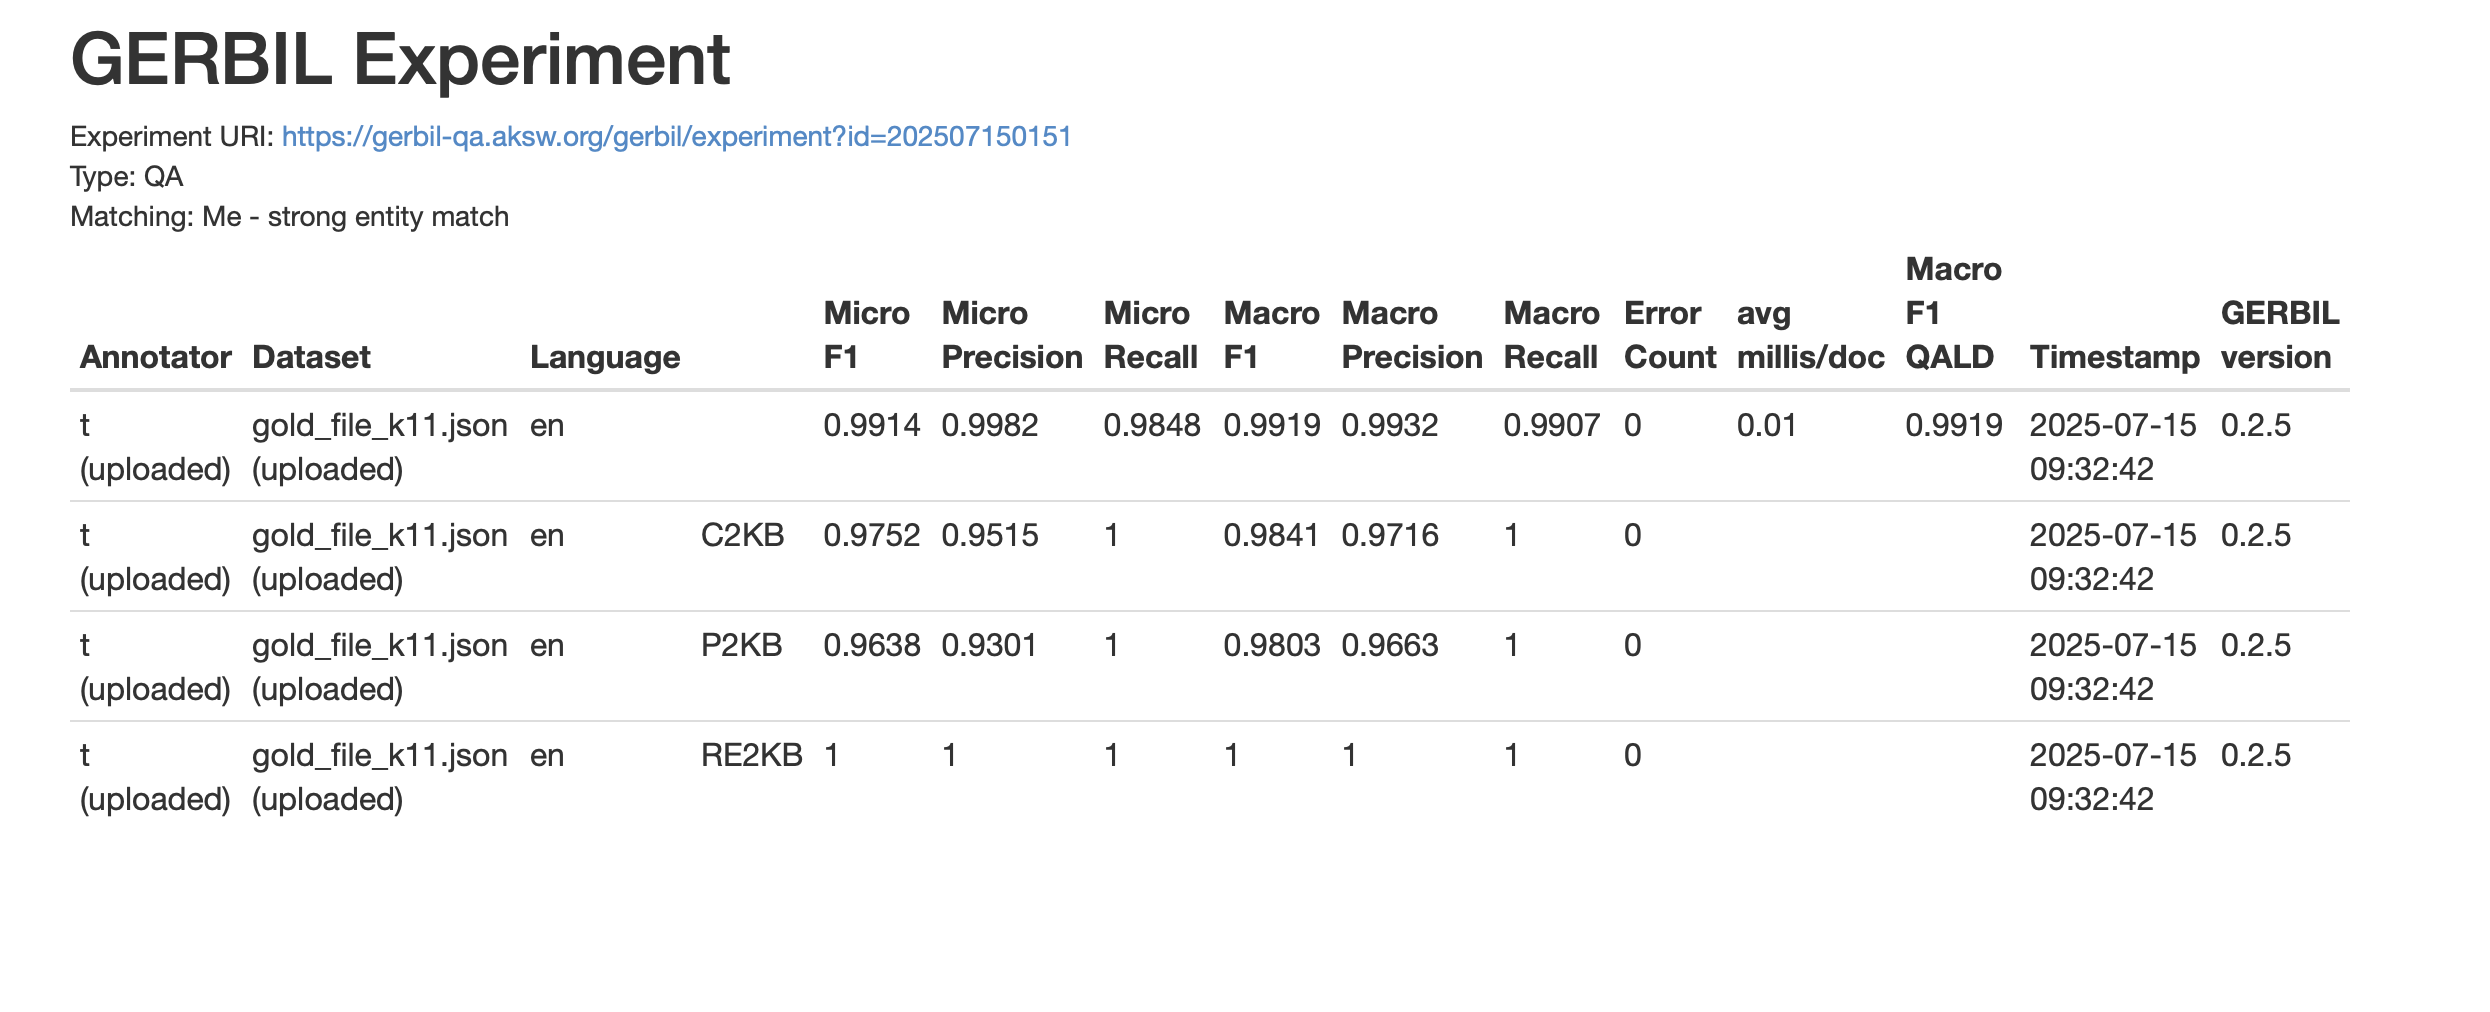 GERBIL Experiment
Experiment URI: https://gerbil-qa.aksw.org/gerbil/experiment?id=202507150151
Type: QA
Matching: Me - strong entity match
Macro
Micro Micro Micro Macro Macro Macro Error avg F1 GERBIL
Annotator Dataset Language F1 Precision Recall F1 Precision Recall Count millis/doc QALD Timestamp version
t gold_file_k11.json en 0.9914 0.9982 0.9848 0.9919 0.9932 0.9907 0 0.01 0.9919 2025-07-15 0.2.5
(uploaded) (uploaded) 09:32:42
t gold_file_k11.json en C2KB 0.9752 0.9515 1 0.9841 0.9716 1 0 2025-07-15 0.2.5
(uploaded) (uploaded) 09:32:42
t gold_file_k11.json en P2KB 0.9638 0.9301 1 0.9803 0.9663 1 0 2025-07-15 0.2.5
(uploaded) (uploaded) 09:32:42
t gold_file_k11.json en RE2KB 1 1 1 1 1 1 0 2025-07-15 0.2.5
(uploaded) (uploaded) 09:32:42